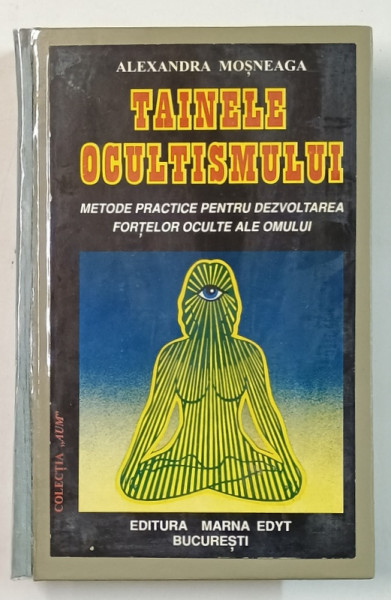 ALEXANDRA MOȘNEAGA
TAINELE
OCULTISMULUI
METODE PRACTICE PENTRU DEZVOLTAREA
FORȚELOR OCULTE ALE OMULUI
COLECȚIA „AUM”
EDITURA MARNA EDYT
BUCUREȘTI